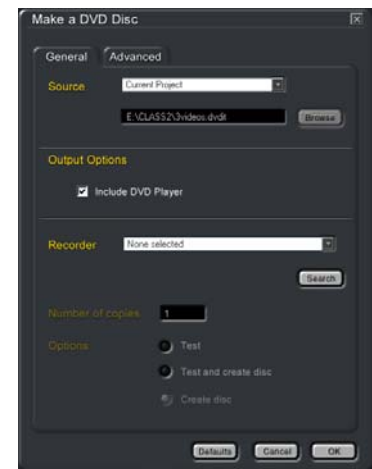 Make a DVD Disc
General Advanced
Source Current Project
E:\CLASS2\3videos.dvdit Browse
Output Options
Include DVD Player
Recorder None selected
Search
Number of copies 1
Options Test
Test and create disc
Create disc
Defaults Cancel OK